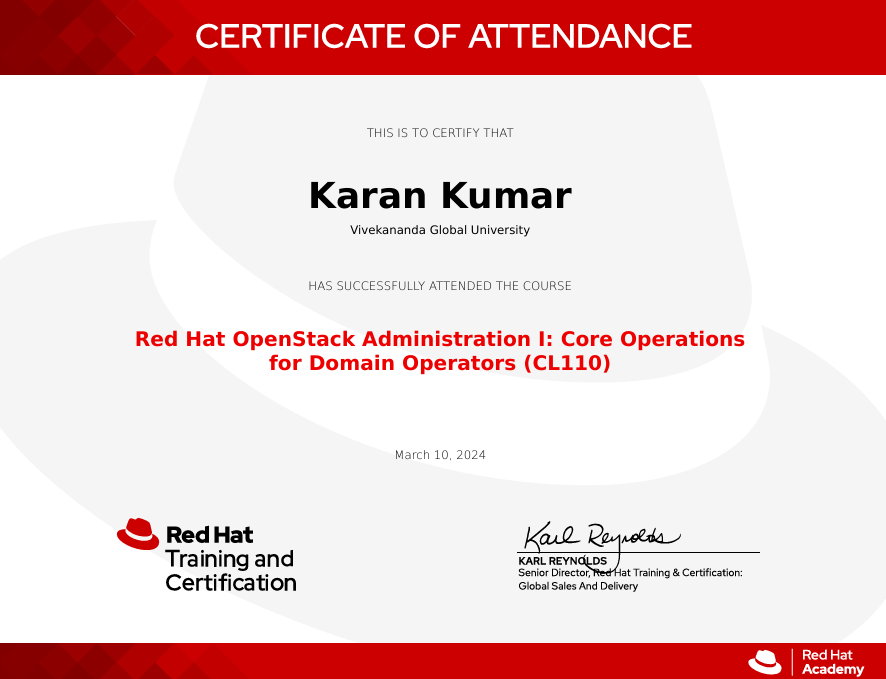 CERTIFICATE OF ATTENDANCE
THIS IS TO CERTIFY THAT
Karan Kumar
Vivekananda Global University
HAS SUCCESSFULLY ATTENDED THE COURSE
Red Hat OpenStack Administration I: Core Operations
for Domain Operators (CL110)
March 10, 2024
Red Hat
Training and
Certification
Karl Reynolds
KARL REYNOLDS
Senior Director, Red Hat Training & Certification:
Global Sales And Delivery
Red Hat
Academy